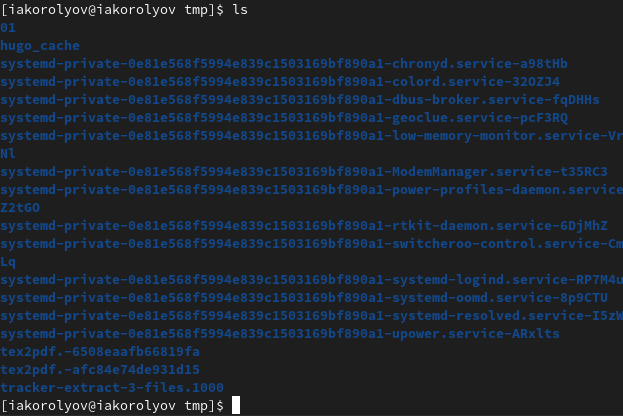 [iakorolyov@iakorolyov tmp]$ ls
01
hugo_cache
systemd-private-0e81e568f5994e839c1503169bf890a1-chronyd.service-a98tHb
systemd-private-0e81e568f5994e839c1503169bf890a1-colord.service-32OZJ4
systemd-private-0e81e568f5994e839c1503169bf890a1-dbus-broker.service-fqDHHs
systemd-private-0e81e568f5994e839c1503169bf890a1-geoclue.service-pcF3RQ
systemd-private-0e81e568f5994e839c1503169bf890a1-low-memory-monitor.service-Vr
Nl
systemd-private-0e81e568f5994e839c1503169bf890a1-ModemManager.service-t35RC3
systemd-private-0e81e568f5994e839c1503169bf890a1-power-profiles-daemon.service
Z2tGO
systemd-private-0e81e568f5994e839c1503169bf890a1-rtkit-daemon.service-6DjMhZ
systemd-private-0e81e568f5994e839c1503169bf890a1-switcheroo-control.service-Cm
Lq
systemd-private-0e81e568f5994e839c1503169bf890a1-systemd-logind.service-RP7M4u
systemd-private-0e81e568f5994e839c1503169bf890a1-systemd-oomd.service-8p9CTU
systemd-private-0e81e568f5994e839c1503169bf890a1-systemd-resolved.service-I5zW
systemd-private-0e81e568f5994e839c1503169bf890a1-upower.service-ARxlts
tex2pdf.-6508eaafb66819fa
tex2pdf.-afc84e74de931d15
tracker-extract-3-files.1000
[iakorolyov@iakorolyov tmp]$